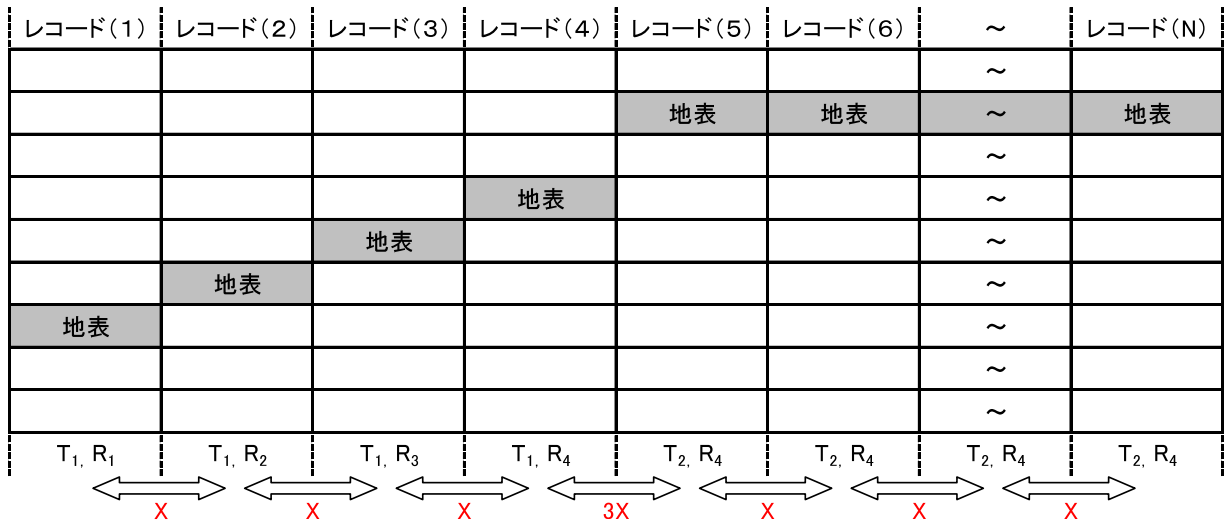 レコード(1) レコード(2) レコード(3) レコード(4) レコード(5) レコード(6) ～ レコード(N)
～
地表 地表 ～ 地表
～
地表 ～
地表 ～
地表 ～
地表 ～
～
～
T1, R1 T1, R2 T1, R3 T1, R4 T2, R4 T2, R4 T2, R4 T2, R4
X X X 3X X X X